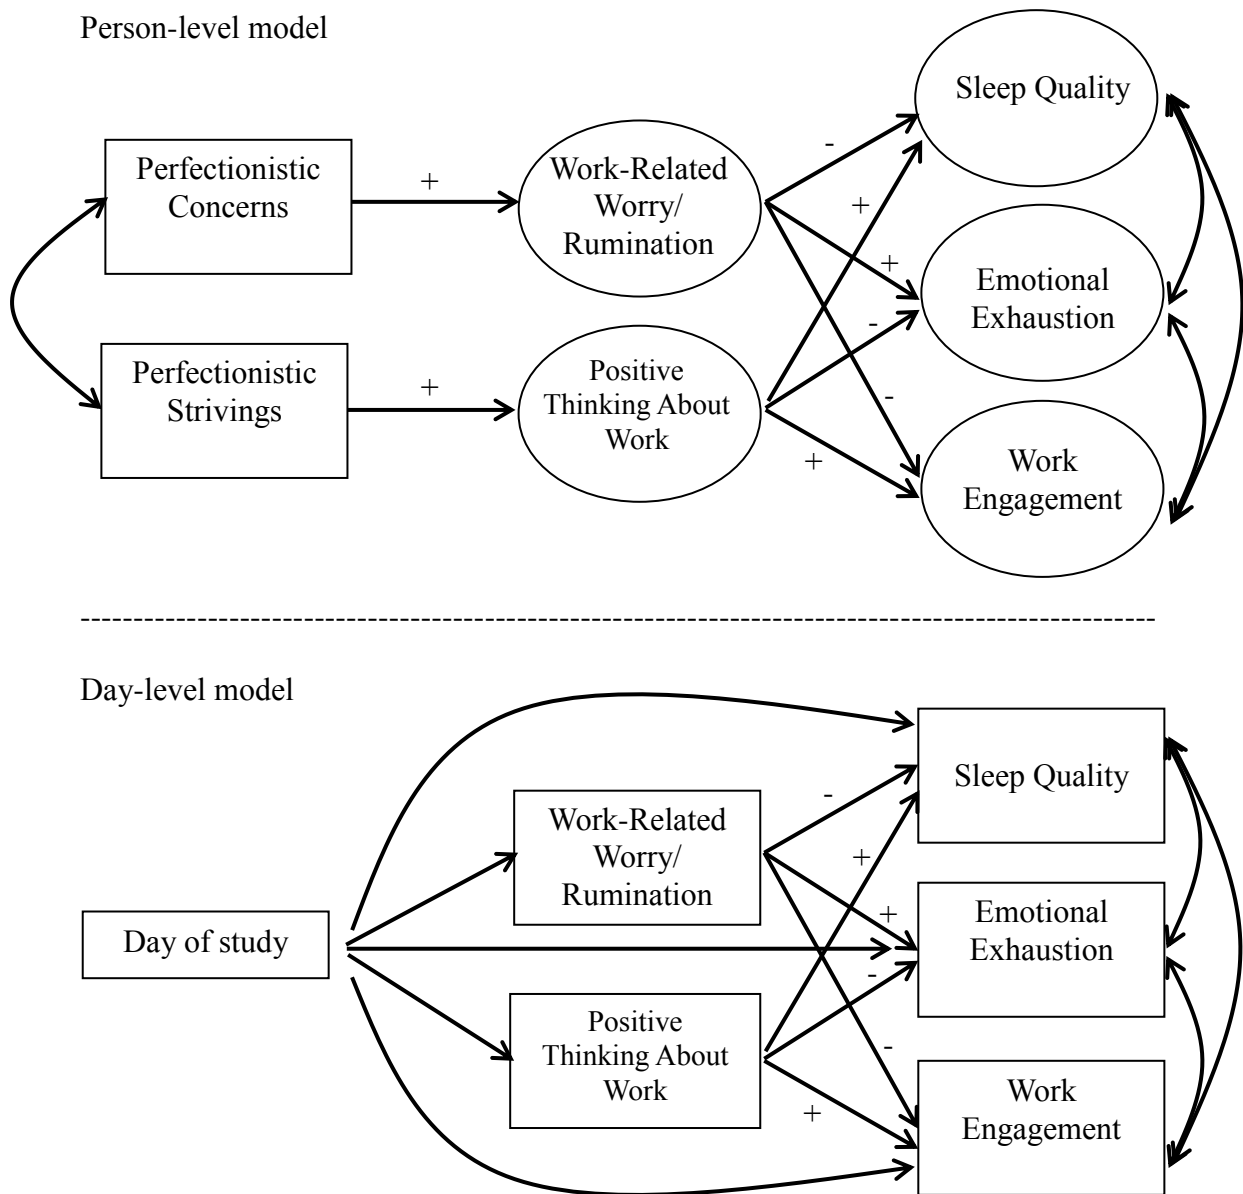 Person-level model
Sleep Quality
Perfectionistic
Concerns
+
Work-Related
Worry/
Rumination
-
+
+
Emotional
Exhaustion
-
Perfectionistic
Strivings
+
Positive
Thinking About
Work
-
+
Work
Engagement
--------------------------------------------------------------------------------
Day-level model
Sleep Quality
Work-Related
Worry/
Rumination
-
+
+
Emotional
Exhaustion
Day of study
-
Positive
Thinking About
Work
-
+
Work
Engagement